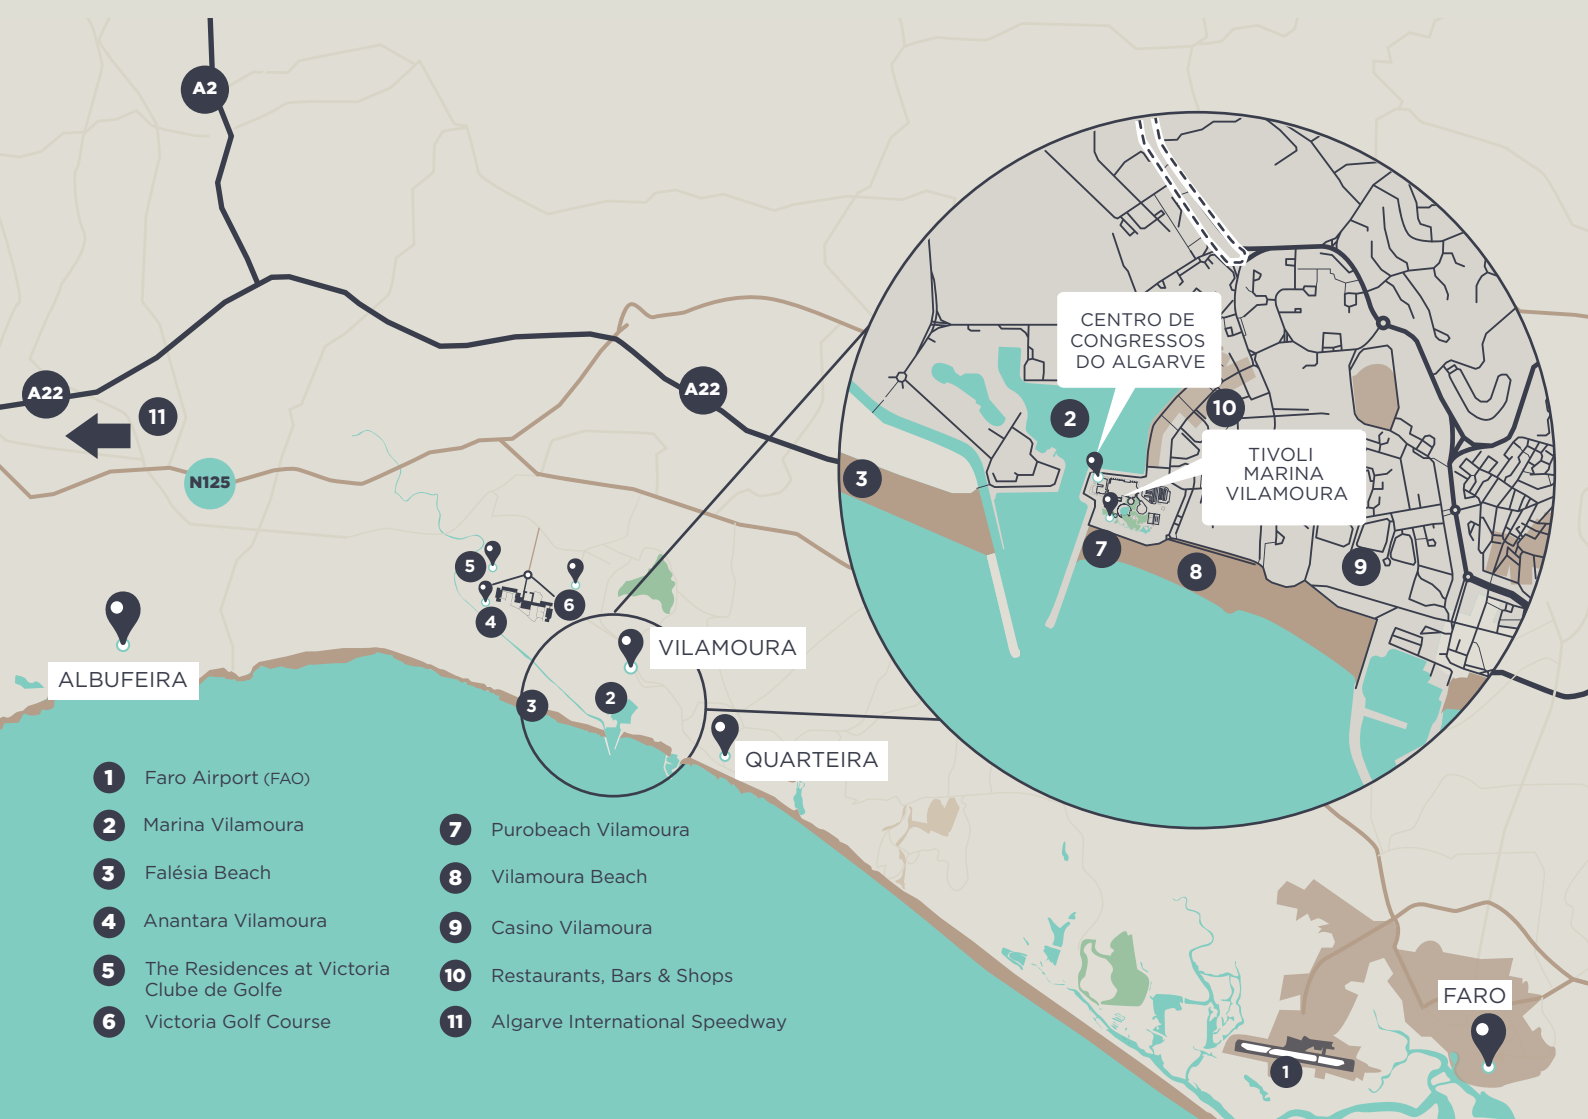 A2
A22
11
N125
A22
CENTRO DE
CONGRESSOS
DO ALGARVE
2
10
TIVOLI
MARINA
VILAMOURA
3
7
8
9
5
6
4
ALBUFEIRA
VILAMOURA
3
2
QUARTEIRA
1 Faro Airport (FAO)
2 Marina Vilamoura
3 Falésia Beach
4 Anantara Vilamoura
5 The Residences at Victoria
Clube de Golfe
6 Victoria Golf Course
7 Purobeach Vilamoura
8 Vilamoura Beach
9 Casino Vilamoura
10 Restaurants, Bars & Shops
11 Algarve International Speedway
FARO
1